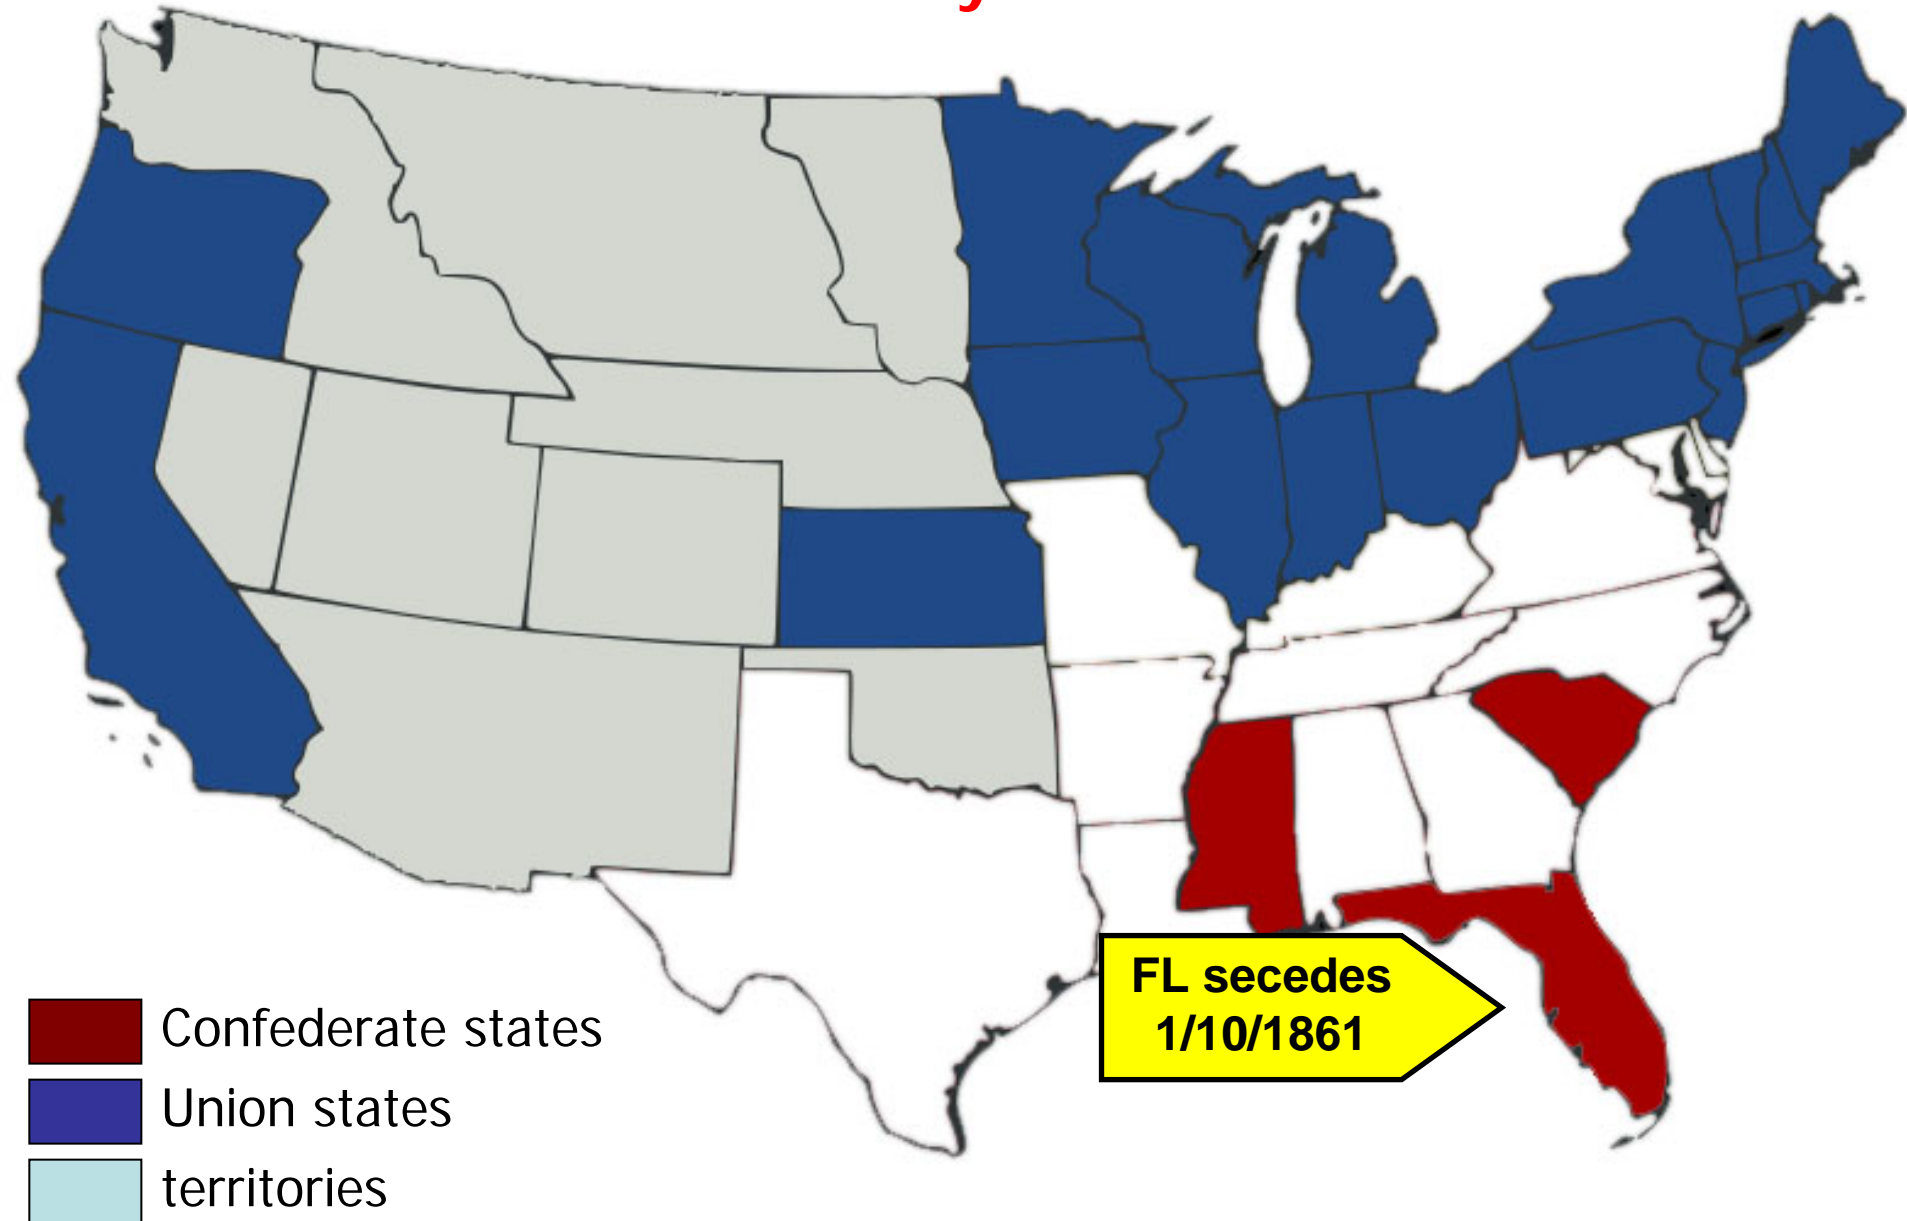 FL secedes
1/10/1861
Confederate states
Union states
territories